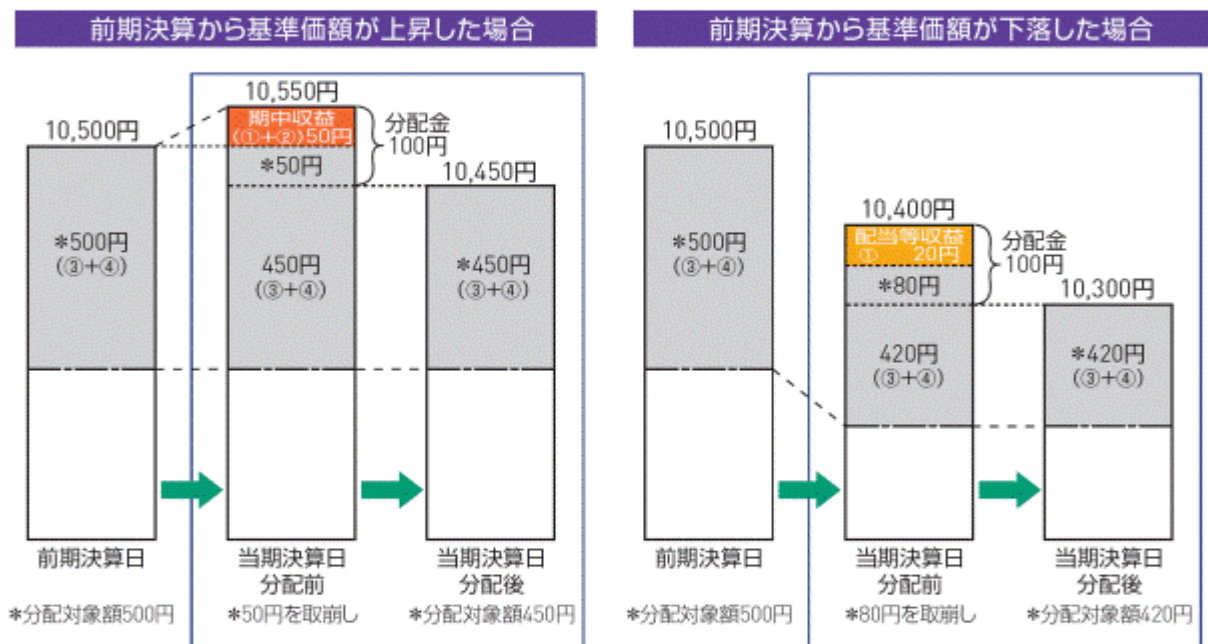 前期決算から基準価額が上昇した場合
10,500円
*500円
(③+④)
前期決算日
*分配対象額500円
10,550円
期中収益
(①+②)50円
*50円
450円
(③+④)
分配金
100円
当期決算日
分配前
*50円を取崩し
10,450円
*450円
(③+④)
当期決算日
分配後
*分配対象額450円
前期決算から基準価額が下落した場合
10,500円
*500円
(③+④)
前期決算日
*分配対象額500円
10,400円
配当等収益
① 20円
*80円
420円
(③+④)
分配金
100円
当期決算日
分配前
*80円を取崩し
10,300円
*420円
(③+④)
当期決算日
分配後
*分配対象額420円